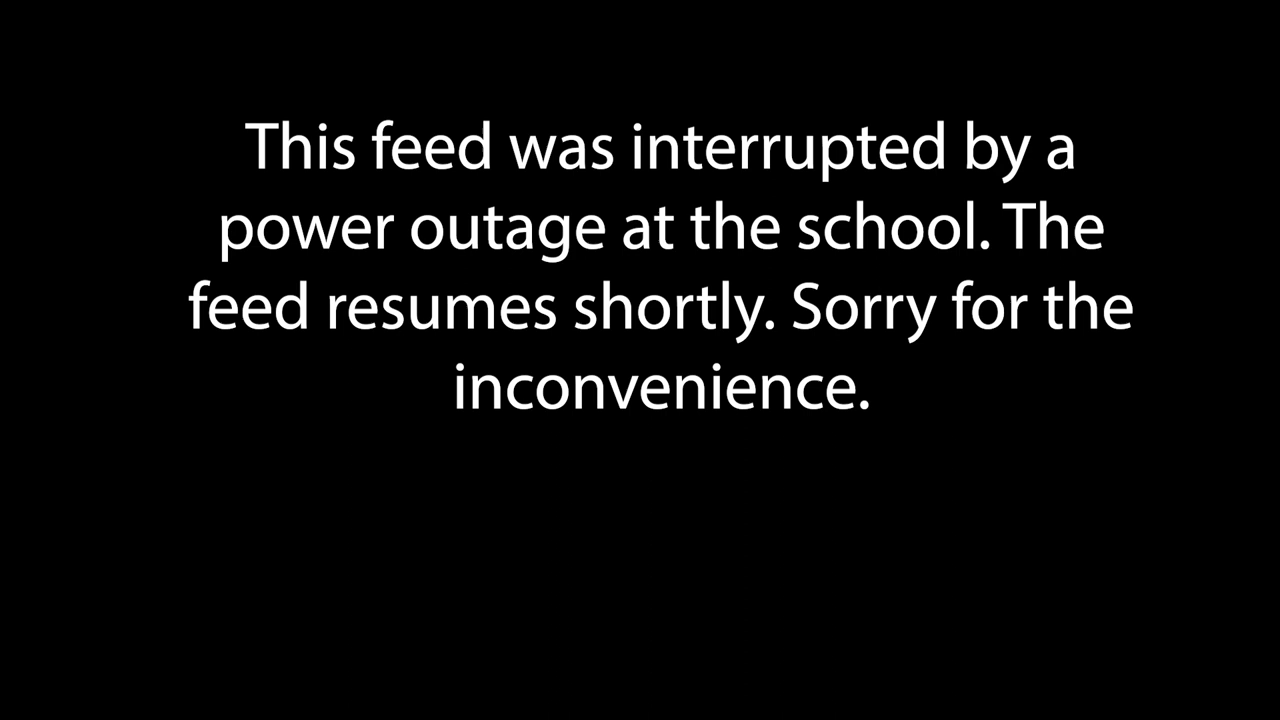 This feed was interrupted by a
power outage at the school. The
feed resumes shortly. Sorry for the
inconvenience.